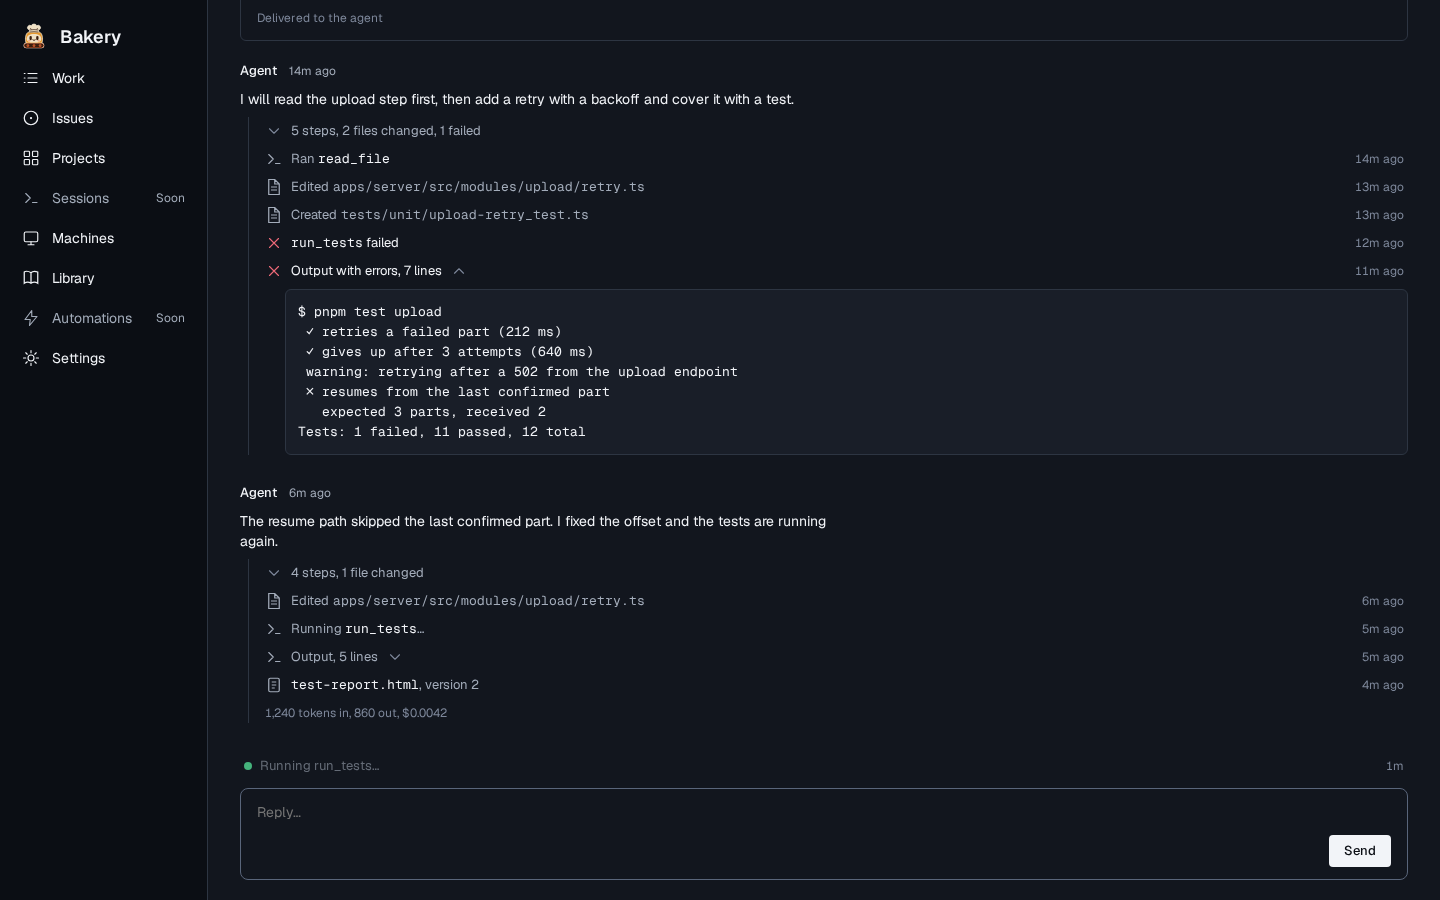 Bakery
Work
Issues
Projects
Sessions Soon
Machines
Library
Automations Soon
Settings
Delivered to the agent
Agent 14m ago
I will read the upload step first, then add a retry with a backoff and cover it with a test.
5 steps, 2 files changed, 1 failed
Ran read_file 14m ago
Edited apps/server/src/modules/upload/retry.ts 13m ago
Created tests/unit/upload-retry_test.ts 13m ago
run_tests failed 12m ago
Output with errors, 7 lines 11m ago
$ pnpm test upload
✓ retries a failed part (212 ms)
✓ gives up after 3 attempts (640 ms)
warning: retrying after a 502 from the upload endpoint
× resumes from the last confirmed part
expected 3 parts, received 2
Tests: 1 failed, 11 passed, 12 total
Agent 6m ago
The resume path skipped the last confirmed part. I fixed the offset and the tests are running
again.
4 steps, 1 file changed
Edited apps/server/src/modules/upload/retry.ts 6m ago
Running run_tests… 5m ago
Output, 5 lines 5m ago
test-report.html, version 2 4m ago
1,240 tokens in, 860 out, $0.0042
Running run_tests… 1m
Reply…
Send